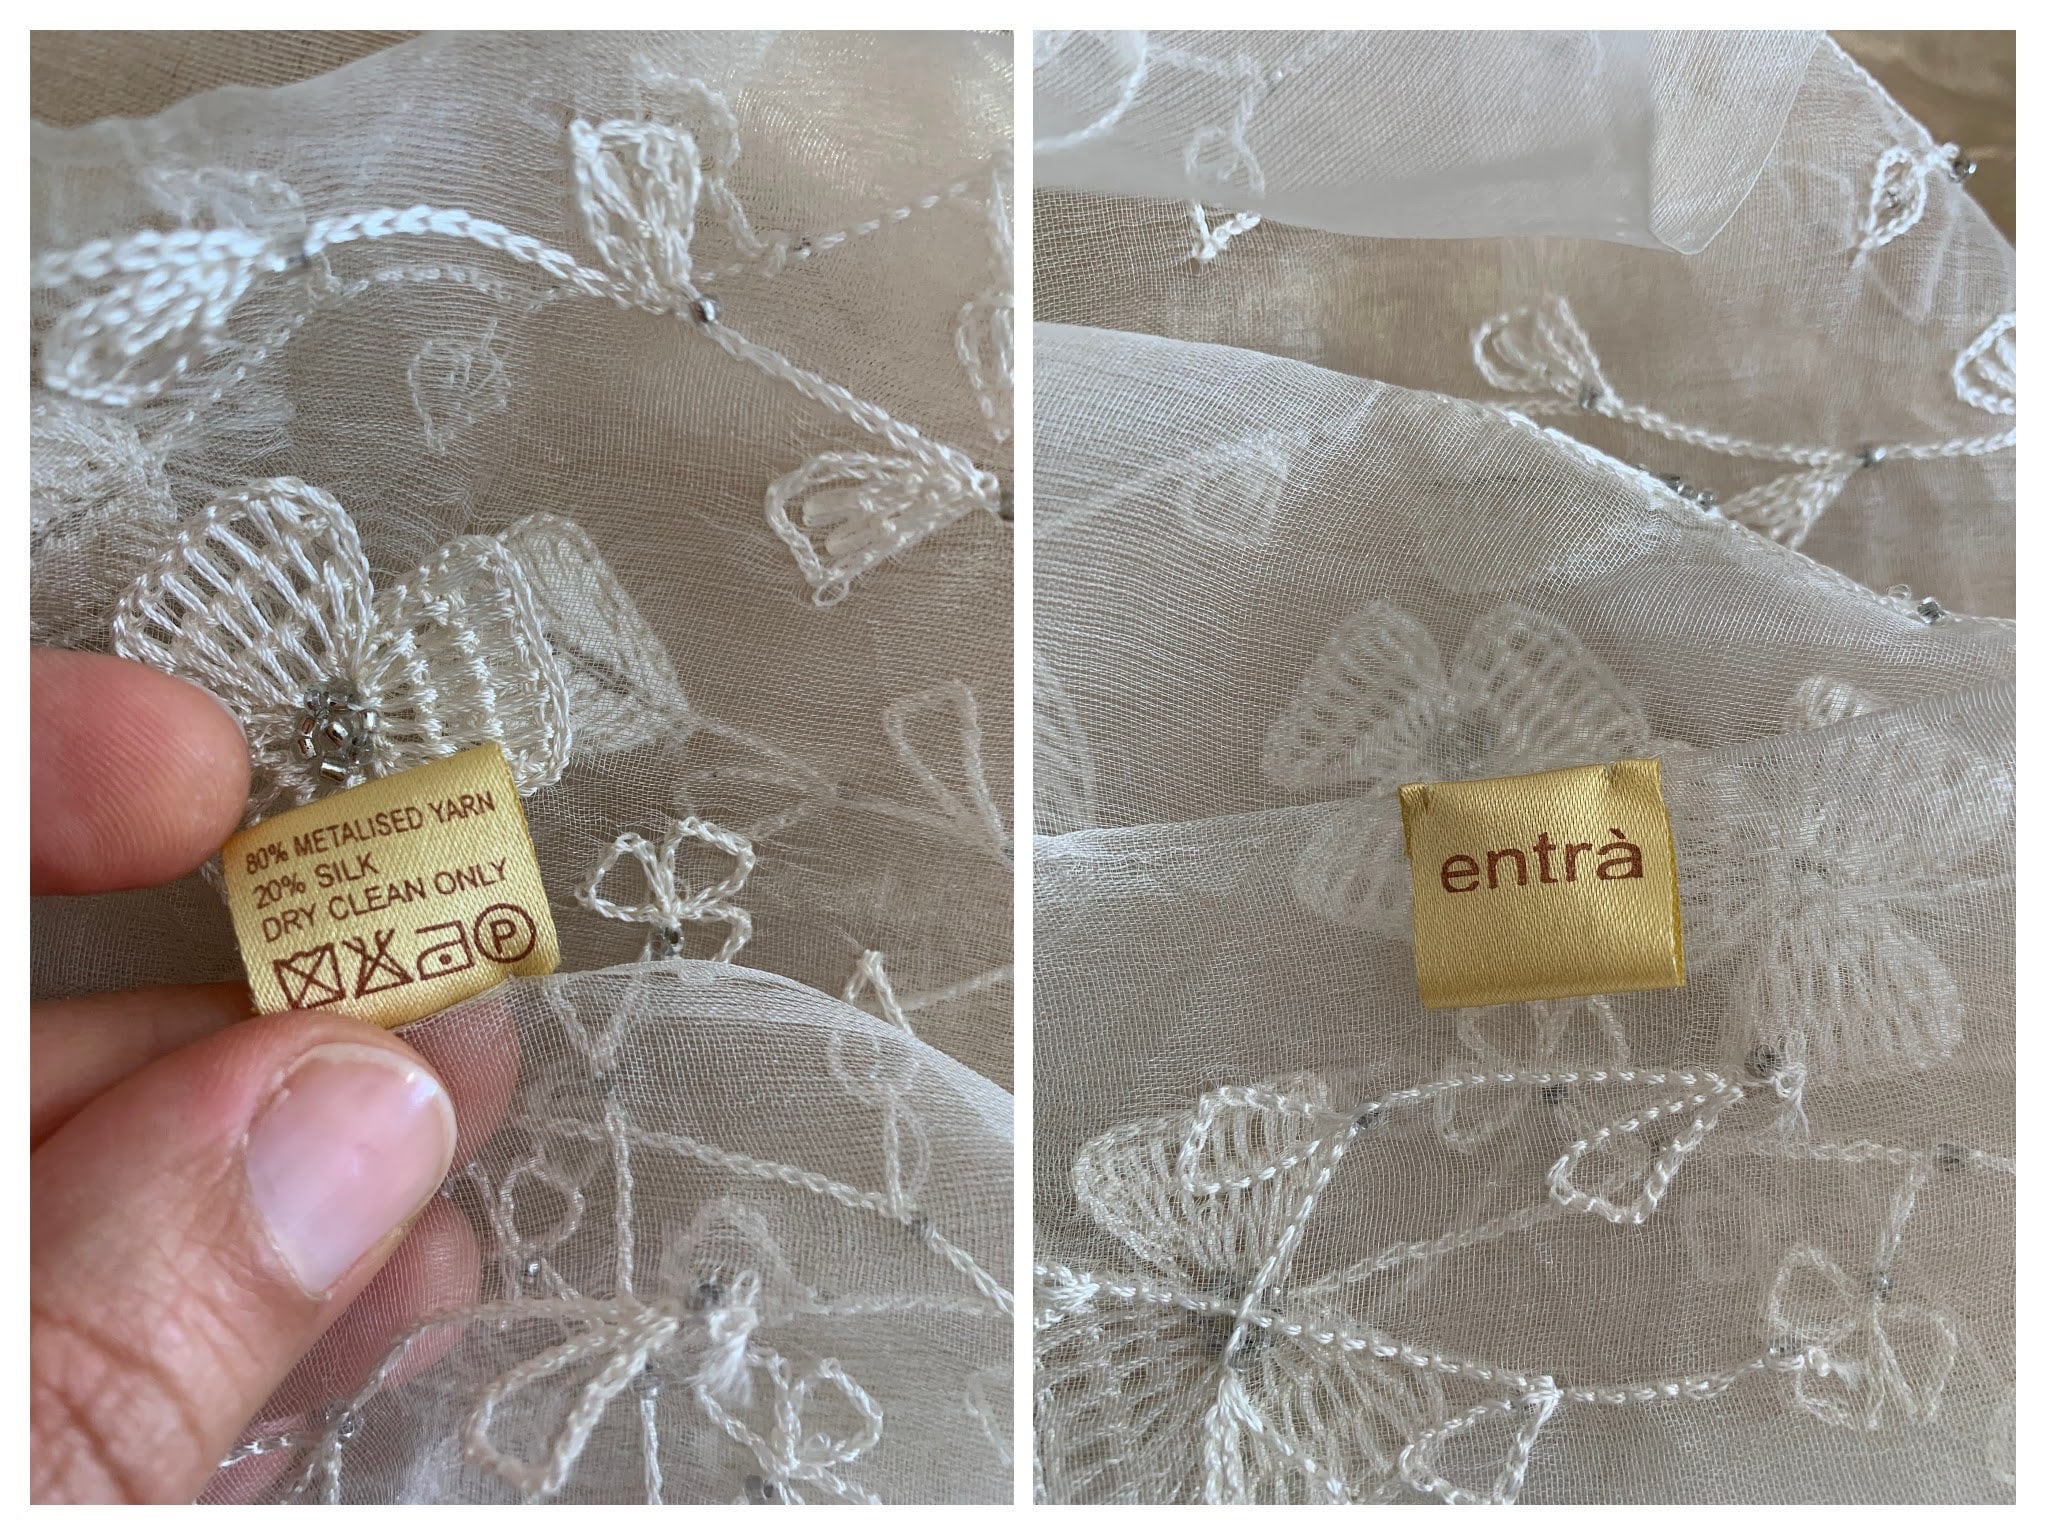 80% METALISED YARN
20% SILK
DRY CLEAN ONLY
P
entrà